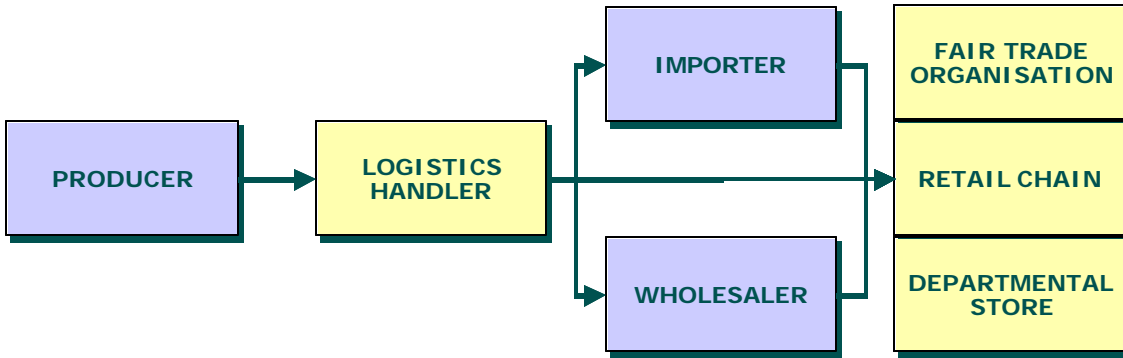 PRODUCER
LOGISTICS
HANDLER
IMPORTER
WHOLESALER
FAIR TRADE
ORGANISATION
RETAIL CHAIN
DEPARTMENTAL
STORE